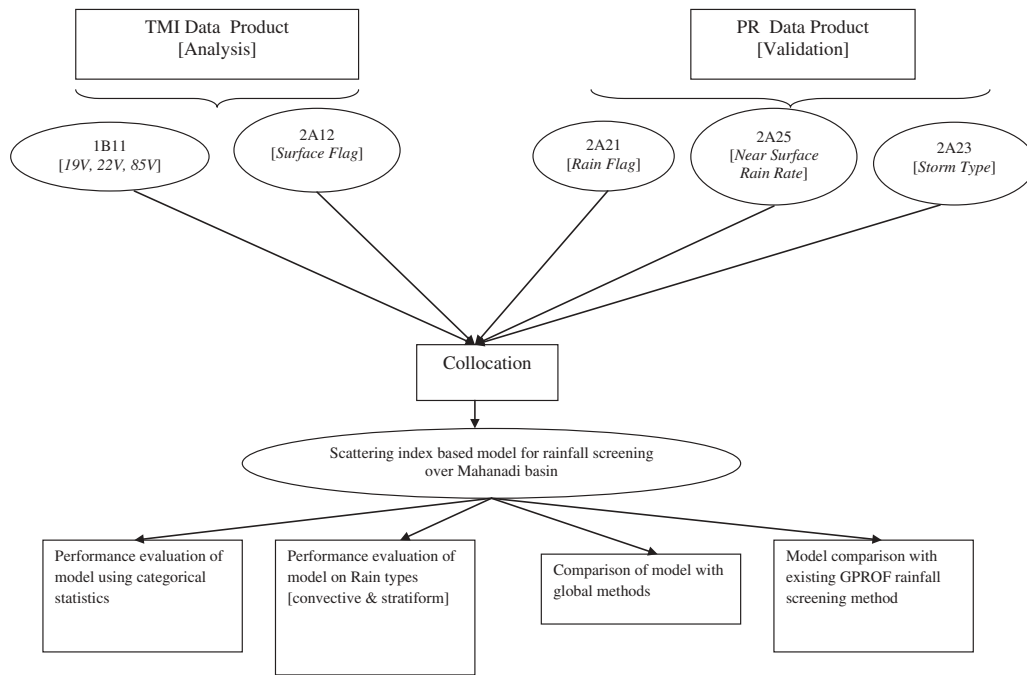 TMI Data Product
[Analysis]
PR Data Product
[Validation]
1B11
[19V, 22V, 85V]
2A12
[Surface Flag]
2A21
[Rain Flag]
2A25
[Near Surface
Rain Rate]
2A23
[Storm Type]
Collocation
Scattering index based model for rainfall screening
over Mahanadi basin
Performance evaluation of
model using categorical
statistics
Performance evaluation of
model on Rain types
[convective & stratiform]
Comparison of model with
global methods
Model comparison with
existing GPROF rainfall
screening method